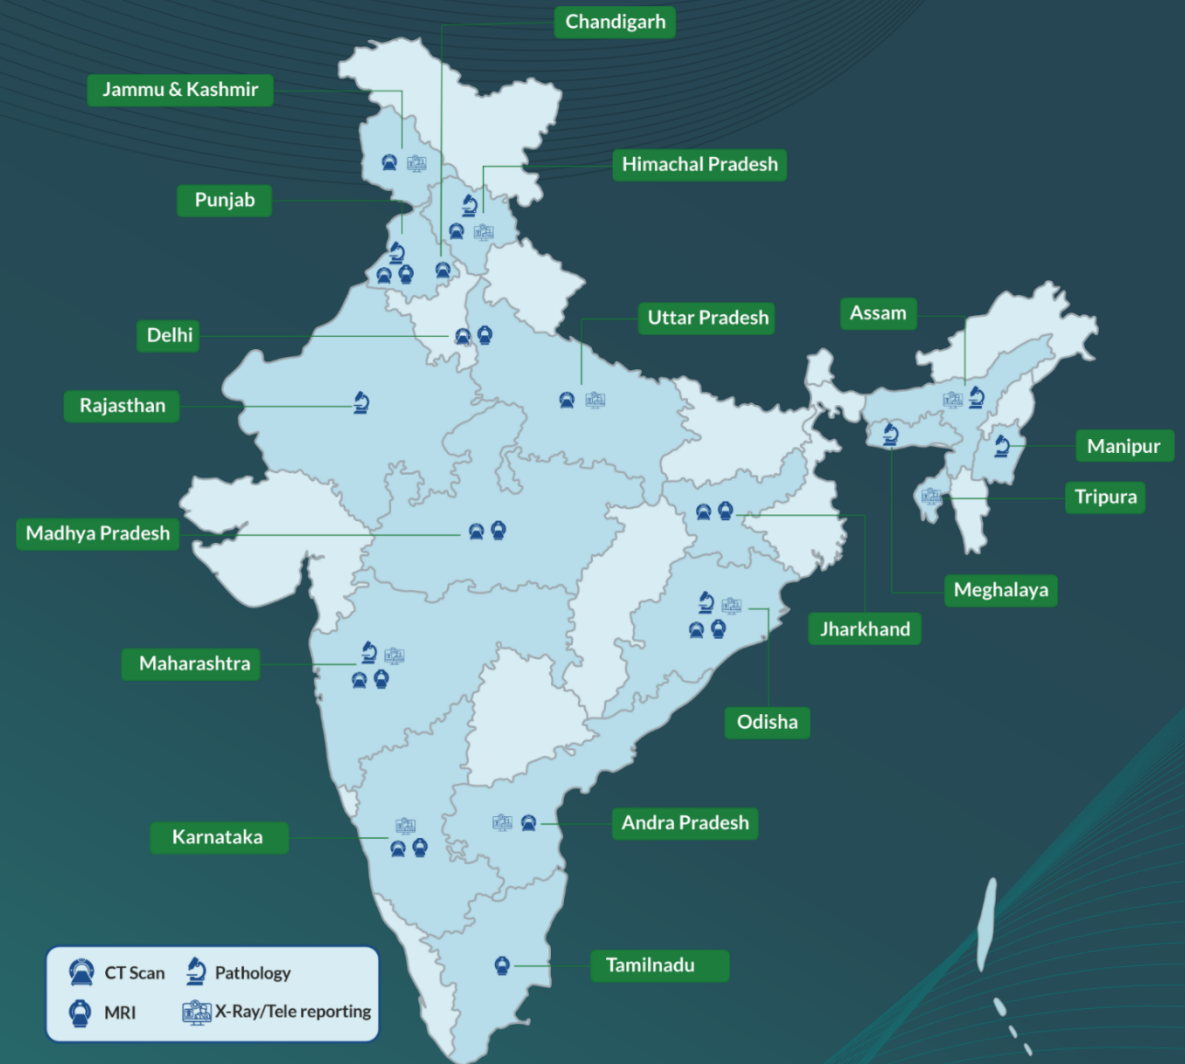 Chandigarh
Jammu & Kashmir
Himachal Pradesh
Punjab
Uttar Pradesh
Assam
Delhi
Rajasthan
Manipur
Tripura
Madhya Pradesh
Meghalaya
Jharkhand
Maharashtra
Odisha
Andra Pradesh
Karnataka
Tamilnadu
CT Scan
Pathology
MRI
X-Ray/Tele reporting